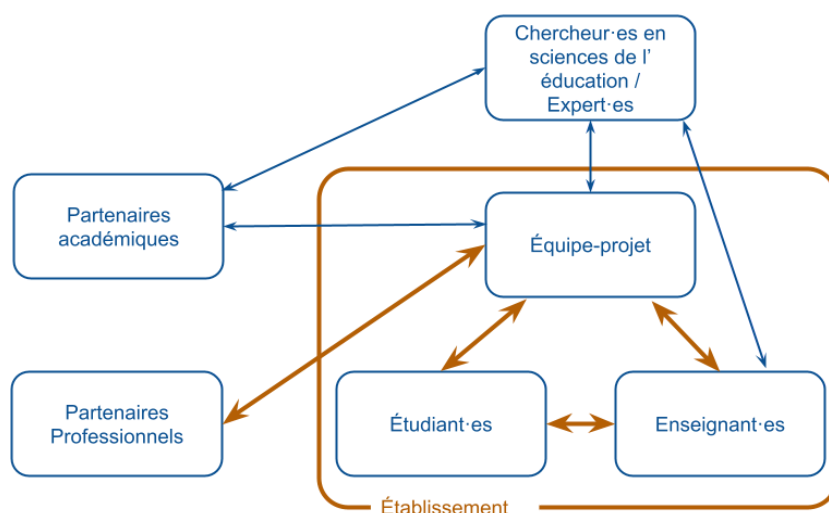 Chercheur·es en
sciences de l’
éducation /
Expert·es
Partenaires
académiques
Équipe-projet
Partenaires
Professionnels
Étudiant·es
Enseignant·es
Établissement